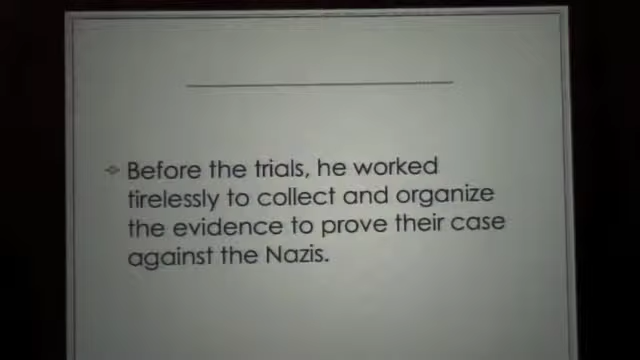 Before the trials, he worked
tirelessly to collect and organize
the evidence to prove their case
against the Nazis.